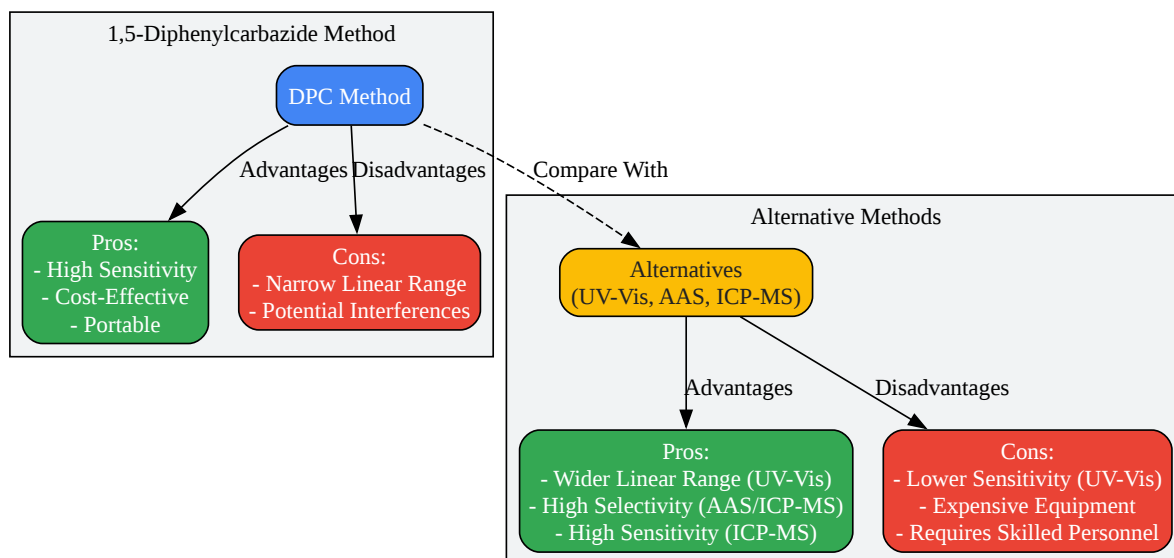 1,5-Diphenylcarbazide Method
DPC Method
Advantages
Disadvantages
Compare With
Pros:
- High Sensitivity
- Cost-Effective
- Portable
Cons:
- Narrow Linear Range
- Potential Interferences
Alternative Methods
Alternatives
(UV-Vis, AAS, ICP-MS)
Advantages
Disadvantages
Pros:
- Wider Linear Range (UV-Vis)
- High Selectivity (AAS/ICP-MS)
- High Sensitivity (ICP-MS)
Cons:
- Lower Sensitivity (UV-Vis)
- Expensive Equipment
- Requires Skilled Personnel